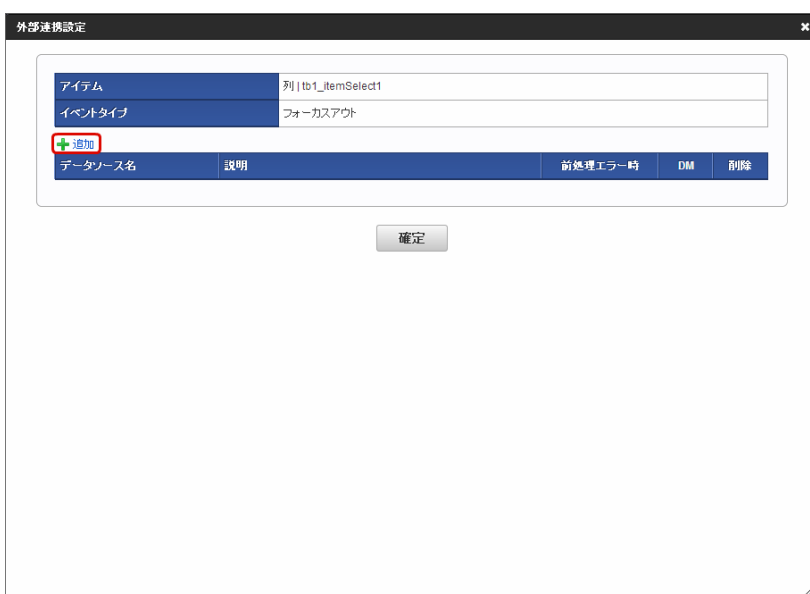 外部連携設定
アイテム 列 | tb1_itemSelect1
イベントタイプ フォーカスアウト
追加
データソース名 説明 前処理エラー時 DM 削除
確定